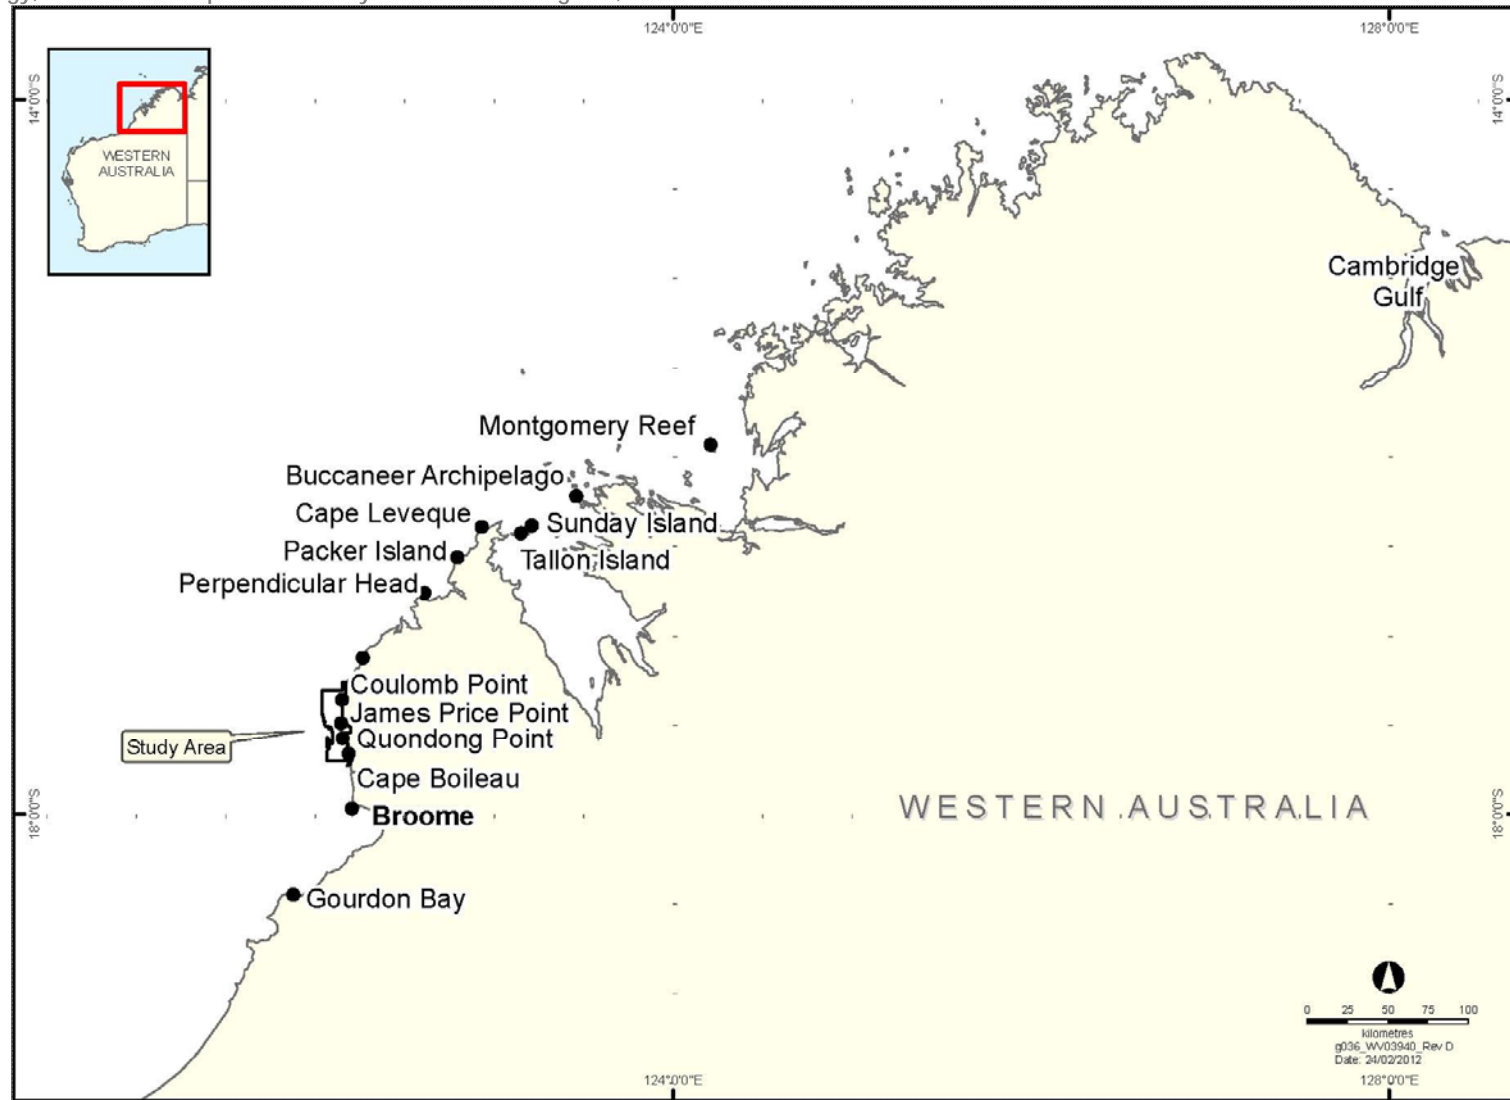 124°0'0"E
128°0'0"E
14°0'0"S
14°0'0"S
WESTERN
AUSTRALIA
Cambridge
Gulf
Montgomery Reef
Buccaneer Archipelago
Cape Leveque
Sunday Island
Packer Island
Tallon Island
Perpendicular Head
Coulomb Point
James Price Point
Quondong Point
Study Area
Cape Boileau
Broome
WESTERN AUSTRALIA
18°0'0"S
18°0'0"S
Gourdon Bay
0 25 50 75 100
kilometres
g036_WV03940_Rev D
Date: 24/02/2012
124°0'0"E
128°0'0"E